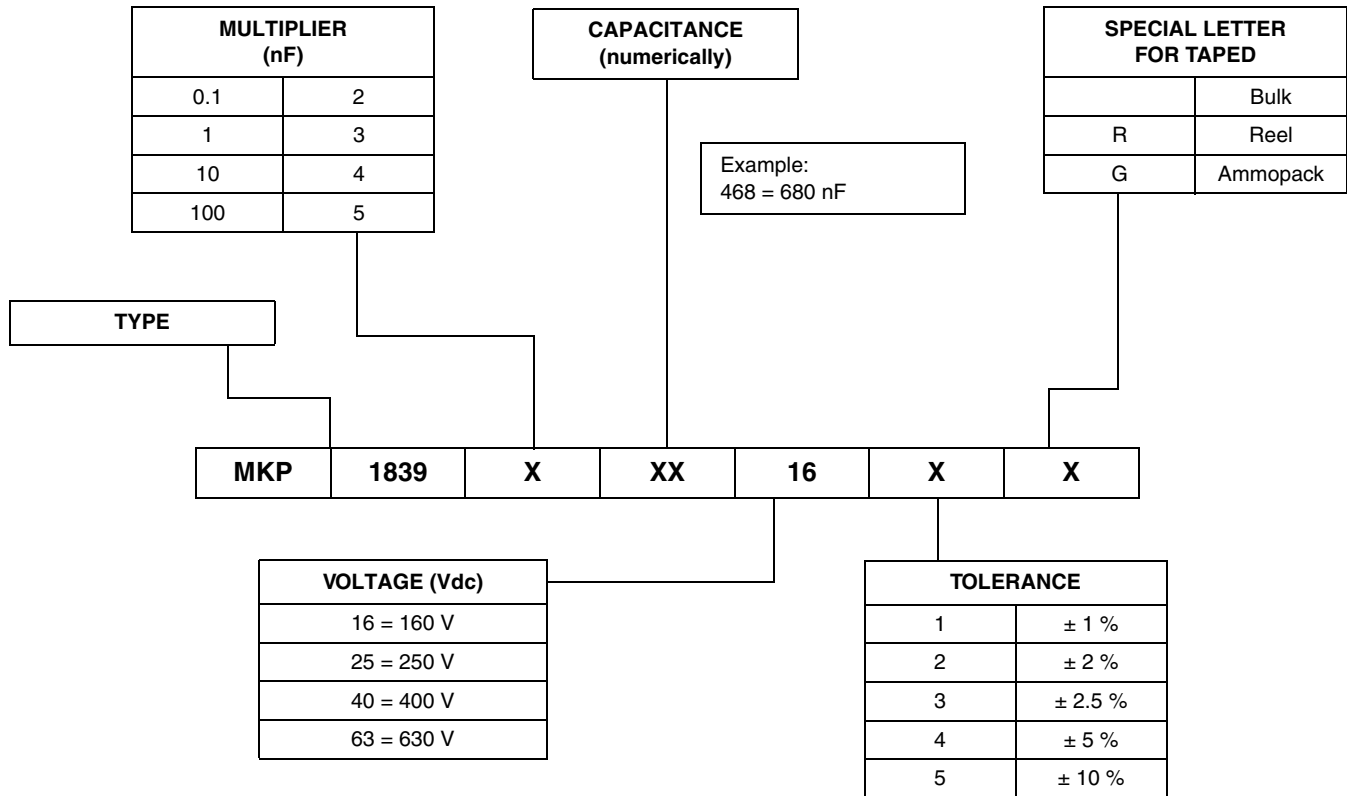 MULTIPLIER
(nF)
0.1 2
1 3
10 4
100 5
CAPACITANCE
(numerically)
Example:
468 = 680 nF
SPECIAL LETTER
FOR TAPED
Bulk
R Reel
G Ammopack
TYPE
MKP 1839 X XX 16 X X
VOLTAGE (Vdc)
16 = 160 V
25 = 250 V
40 = 400 V
63 = 630 V
TOLERANCE
1 ± 1 %
2 ± 2 %
3 ± 2.5 %
4 ± 5 %
5 ± 10 %